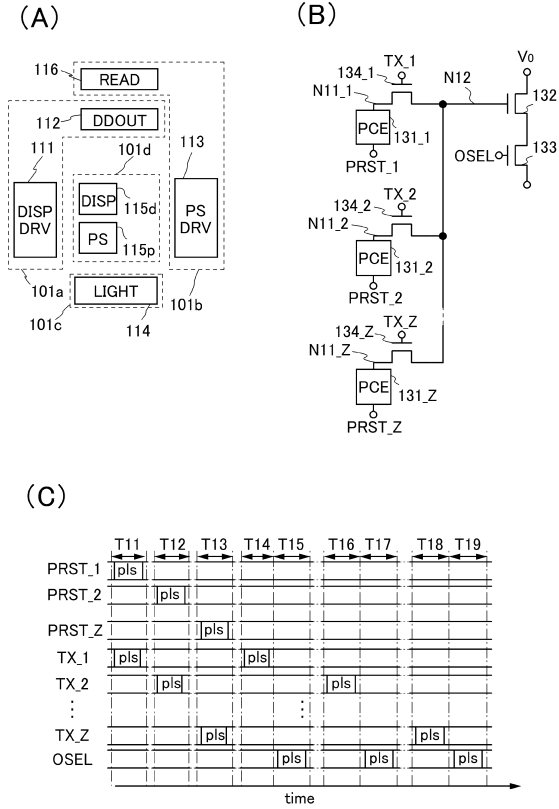 (A)
116
READ
112
DDOUT
111
113
101d
DISP
DRV
DISP
115d
PS
115p
PS
DRV
101a
LIGHT
101b
101c
114
(B)
TX_1
134_1
N11_1
N12
V0
PCE
131_1
132
PRST_1
OSEL
133
TX_2
134_2
N11_2
PCE
131_2
PRST_2
TX_Z
134_Z
N11_Z
PCE
131_Z
PRST_Z
(C)
T11 T12 T13 T14 T15 T16 T17 T18 T19
PRST_1 pls
PRST_2 pls
PRST_Z pls
TX_1 pls pls
TX_2 pls pls
⋮ ⋮
TX_Z pls pls
OSEL pls pls pls
time